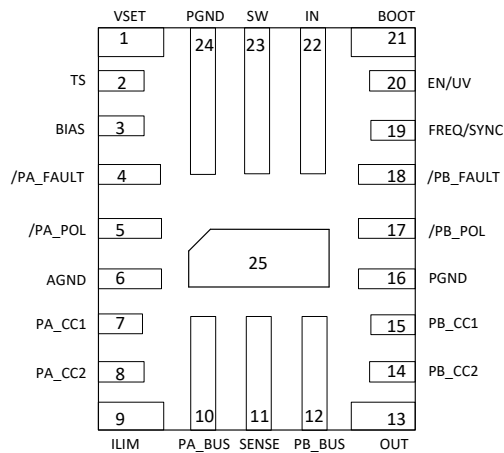 VSET PGND SW IN BOOT
1 24 23 22 21
TS 2 20 EN/UV
BIAS 3 19 FREQ/SYNC
/PA_FAULT 4 18 /PB_FAULT
/PA_POL 5 17 /PB_POL
25
AGND 6 16 PGND
PA_CC1 7 15 PB_CC1
PA_CC2 8 14 PB_CC2
9 10 11 12 13
ILIM PA_BUS SENSE PB_BUS OUT